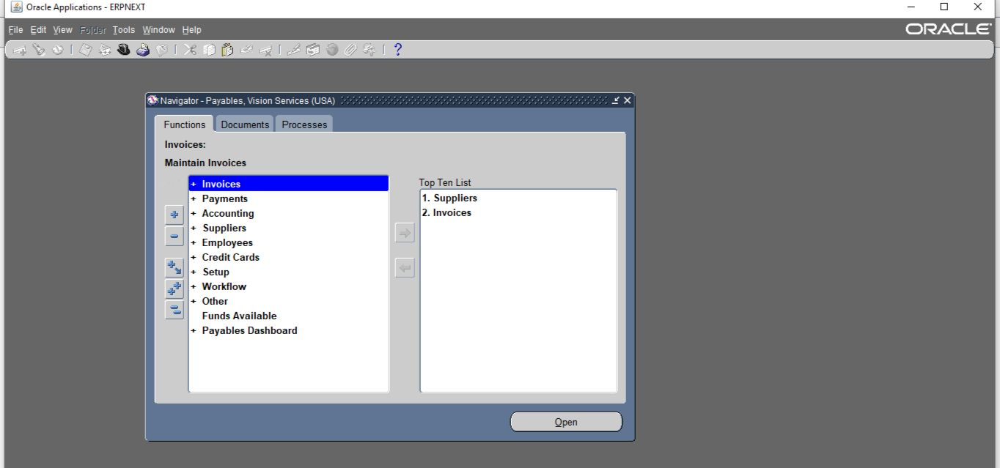 Oracle Applications - ERPNEXT
File Edit View Folder Tools Window Help
ORACLE
?
Navigator - Payables, Vision Services (USA)
Functions Documents Processes
Invoices:
Maintain Invoices
+ Invoices
+ Payments
+ Accounting
+ Suppliers
+ Employees
+ Credit Cards
+ Setup
+ Workflow
+ Other
Funds Available
+ Payables Dashboard
Top Ten List
1. Suppliers
2. Invoices
Open